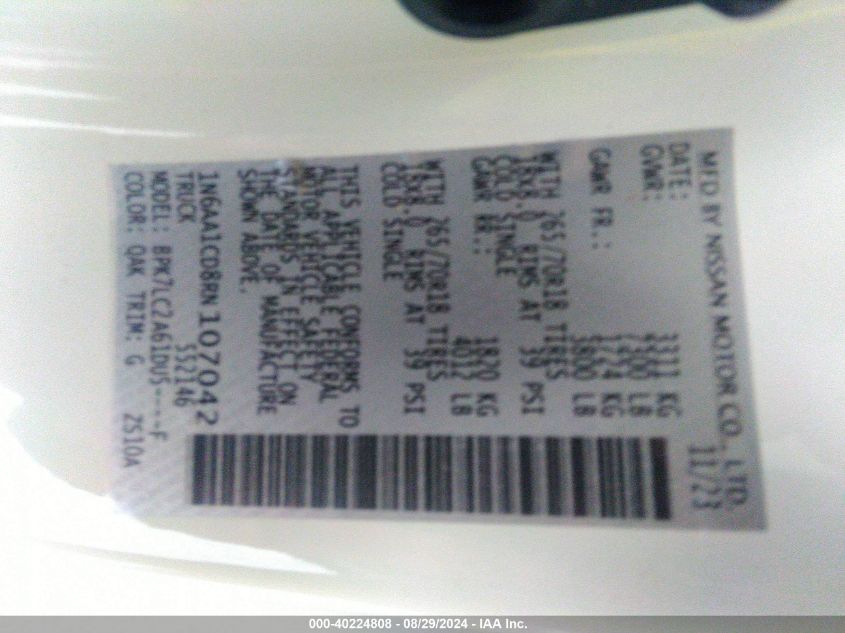 MFD BY NISSAN MOTOR CO., LTD.
DATE: 11/23
GVWR: 3311 KG
7300 LB
GAWR FR.: 1724 KG
3800 LB
WITH 265/70R18 TIRES
18x8.0 RIMS AT 39 PSI
COLD SINGLE
GAWR RR.: 1820 KG
4012 LB
WITH 265/70R18 TIRES
18x8.0 RIMS AT 39 PSI
COLD SINGLE
THIS VEHICLE CONFORMS TO
ALL APPLICABLE FEDERAL
MOTOR VEHICLE SAFETY
STANDARDS IN EFFECT ON
THE DATE OF MANUFACTURE
SHOWN ABOVE.
1N6AA1CD8RN107042
TRUCK 552146
MODEL: BPK7LC2A61DU5----F
COLOR: QAK TRIM: G ZS10A
000-40224808 - 08/29/2024 - IAA Inc.